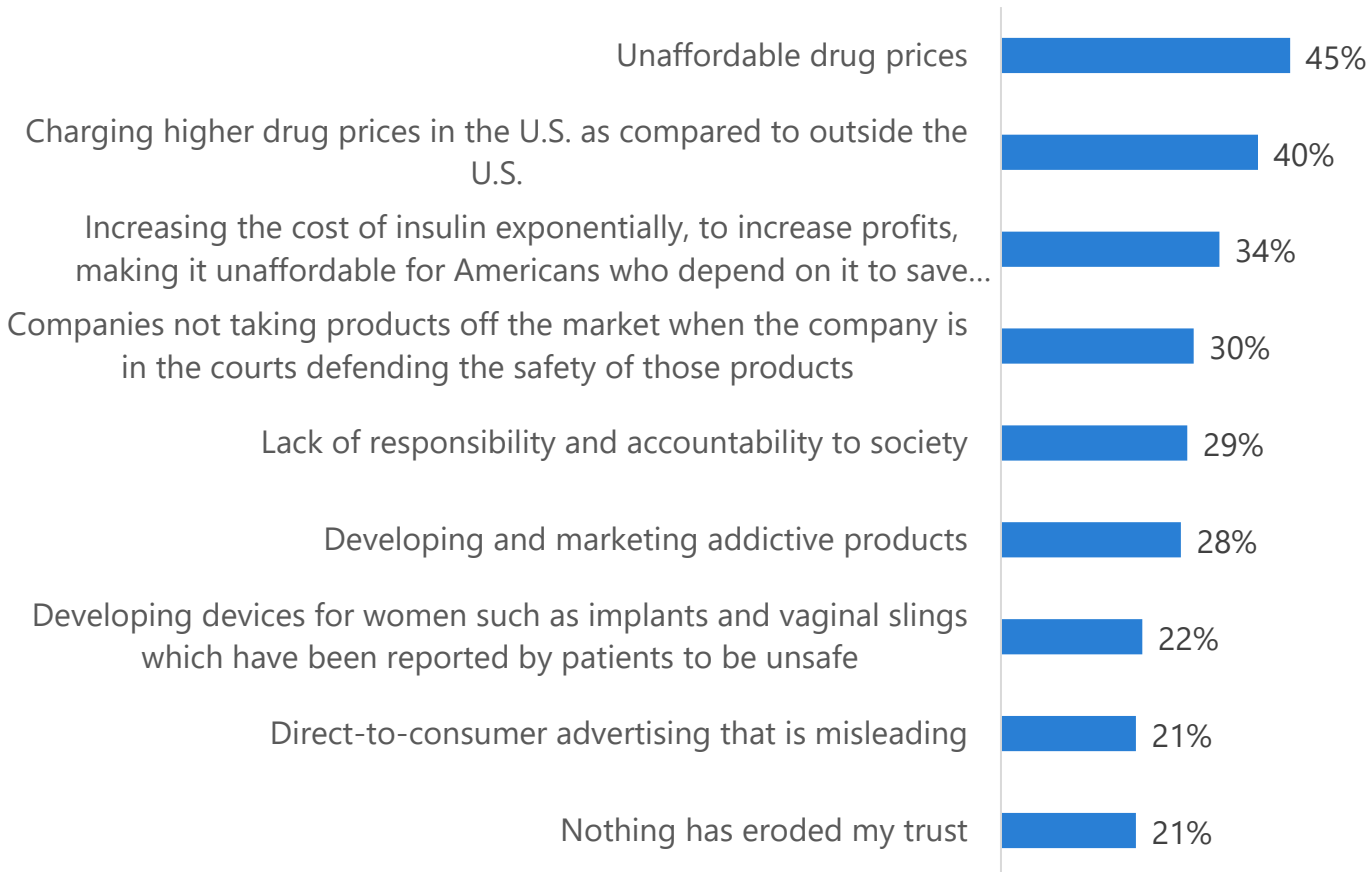 Unaffordable drug prices 45%
Charging higher drug prices in the U.S. as compared to outside the
U.S.
40%
Increasing the cost of insulin exponentially, to increase profits,
making it unaffordable for Americans who depend on it to save...
34%
Companies not taking products off the market when the company is
in the courts defending the safety of those products
30%
Lack of responsibility and accountability to society 29%
Developing and marketing addictive products 28%
Developing devices for women such as implants and vaginal slings
which have been reported by patients to be unsafe
22%
Direct-to-consumer advertising that is misleading 21%
Nothing has eroded my trust 21%